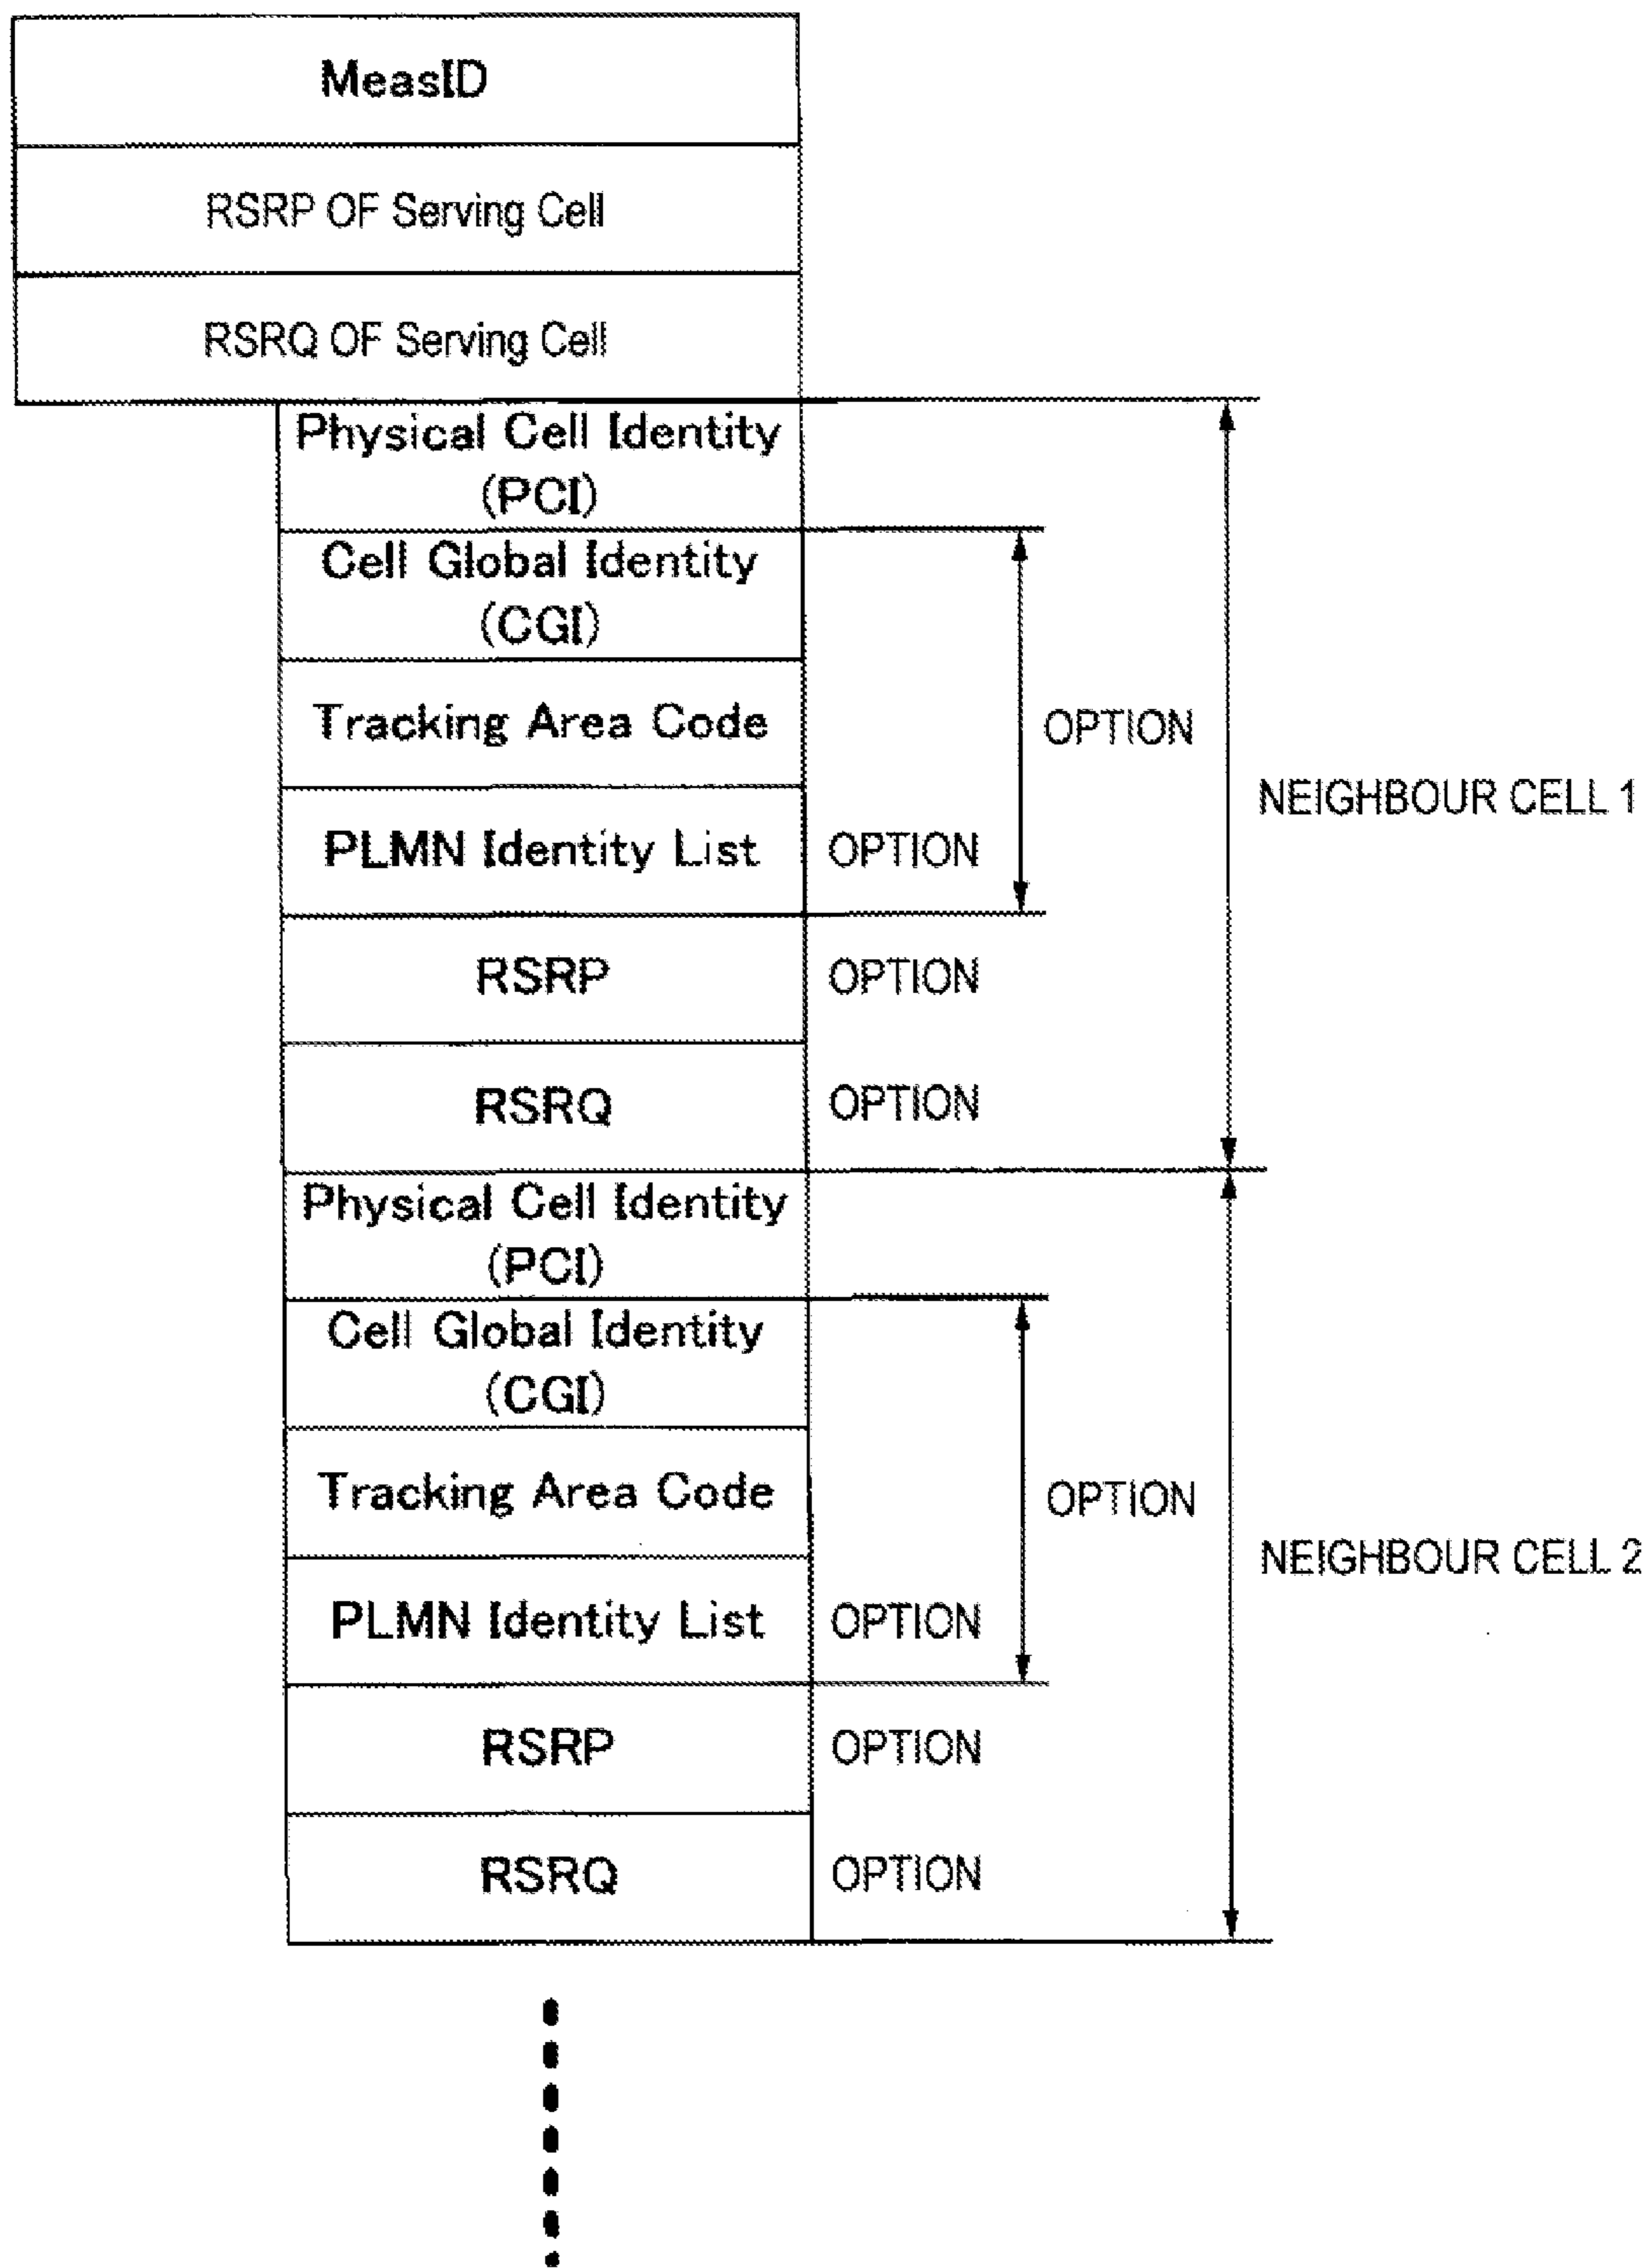 MeasID
RSRP OF Serving Cell
RSRQ OF Serving Cell
Physical Cell Identity
(PCI)
Cell Global Identity
(CGI)
Tracking Area Code
OPTION
NEIGHBOUR CELL 1
PLMN Identity List
OPTION
RSRP
OPTION
RSRQ
OPTION
Physical Cell Identity
(PCI)
Cell Global Identity
(CGI)
Tracking Area Code
OPTION
NEIGHBOUR CELL 2
PLMN Identity List
OPTION
RSRP
OPTION
RSRQ
OPTION